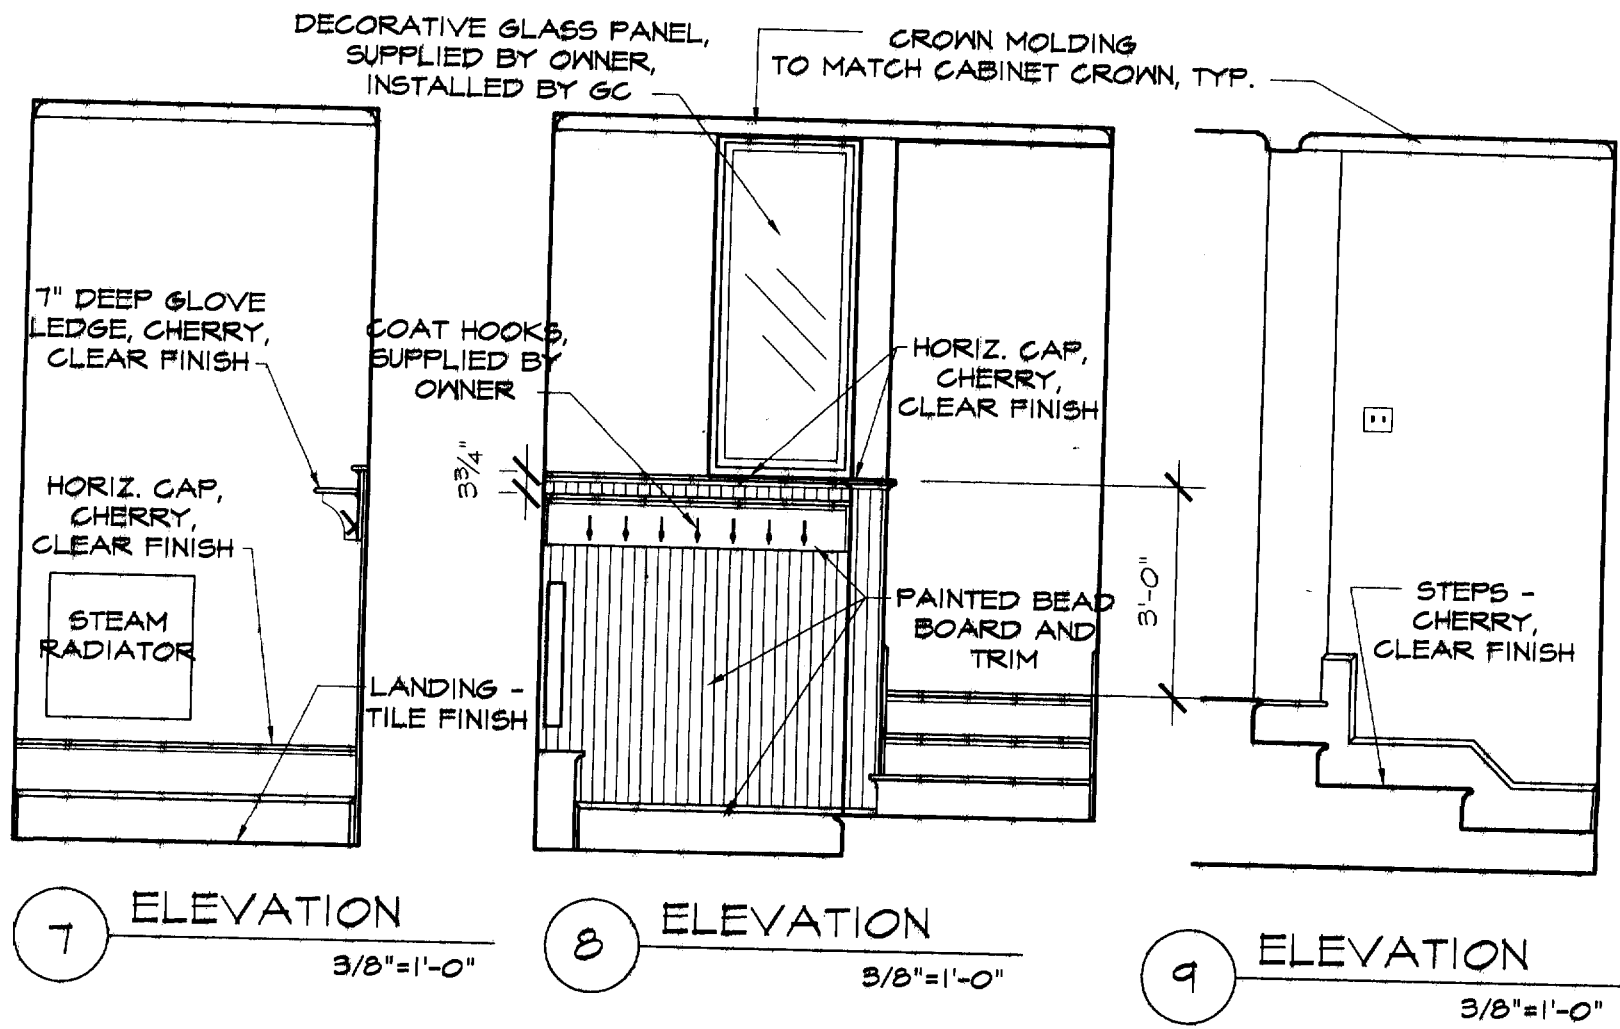 DECORATIVE GLASS PANEL,
SUPPLIED BY OWNER,
INSTALLED BY GC
CROWN MOLDING
TO MATCH CABINET CROWN, TYP.
7" DEEP GLOVE
LEDGE, CHERRY,
CLEAR FINISH
COAT HOOKS,
SUPPLIED BY
OWNER
HORIZ. CAP,
CHERRY,
CLEAR FINISH
3 3/4"
HORIZ. CAP,
CHERRY,
CLEAR FINISH
STEAM
RADIATOR
LANDING -
TILE FINISH
PAINTED BEAD
BOARD AND
TRIM
3'-0"
STEPS -
CHERRY,
CLEAR FINISH
7
ELEVATION
3/8"=1'-0"
8
ELEVATION
3/8"=1'-0"
9
ELEVATION
3/8"=1'-0"